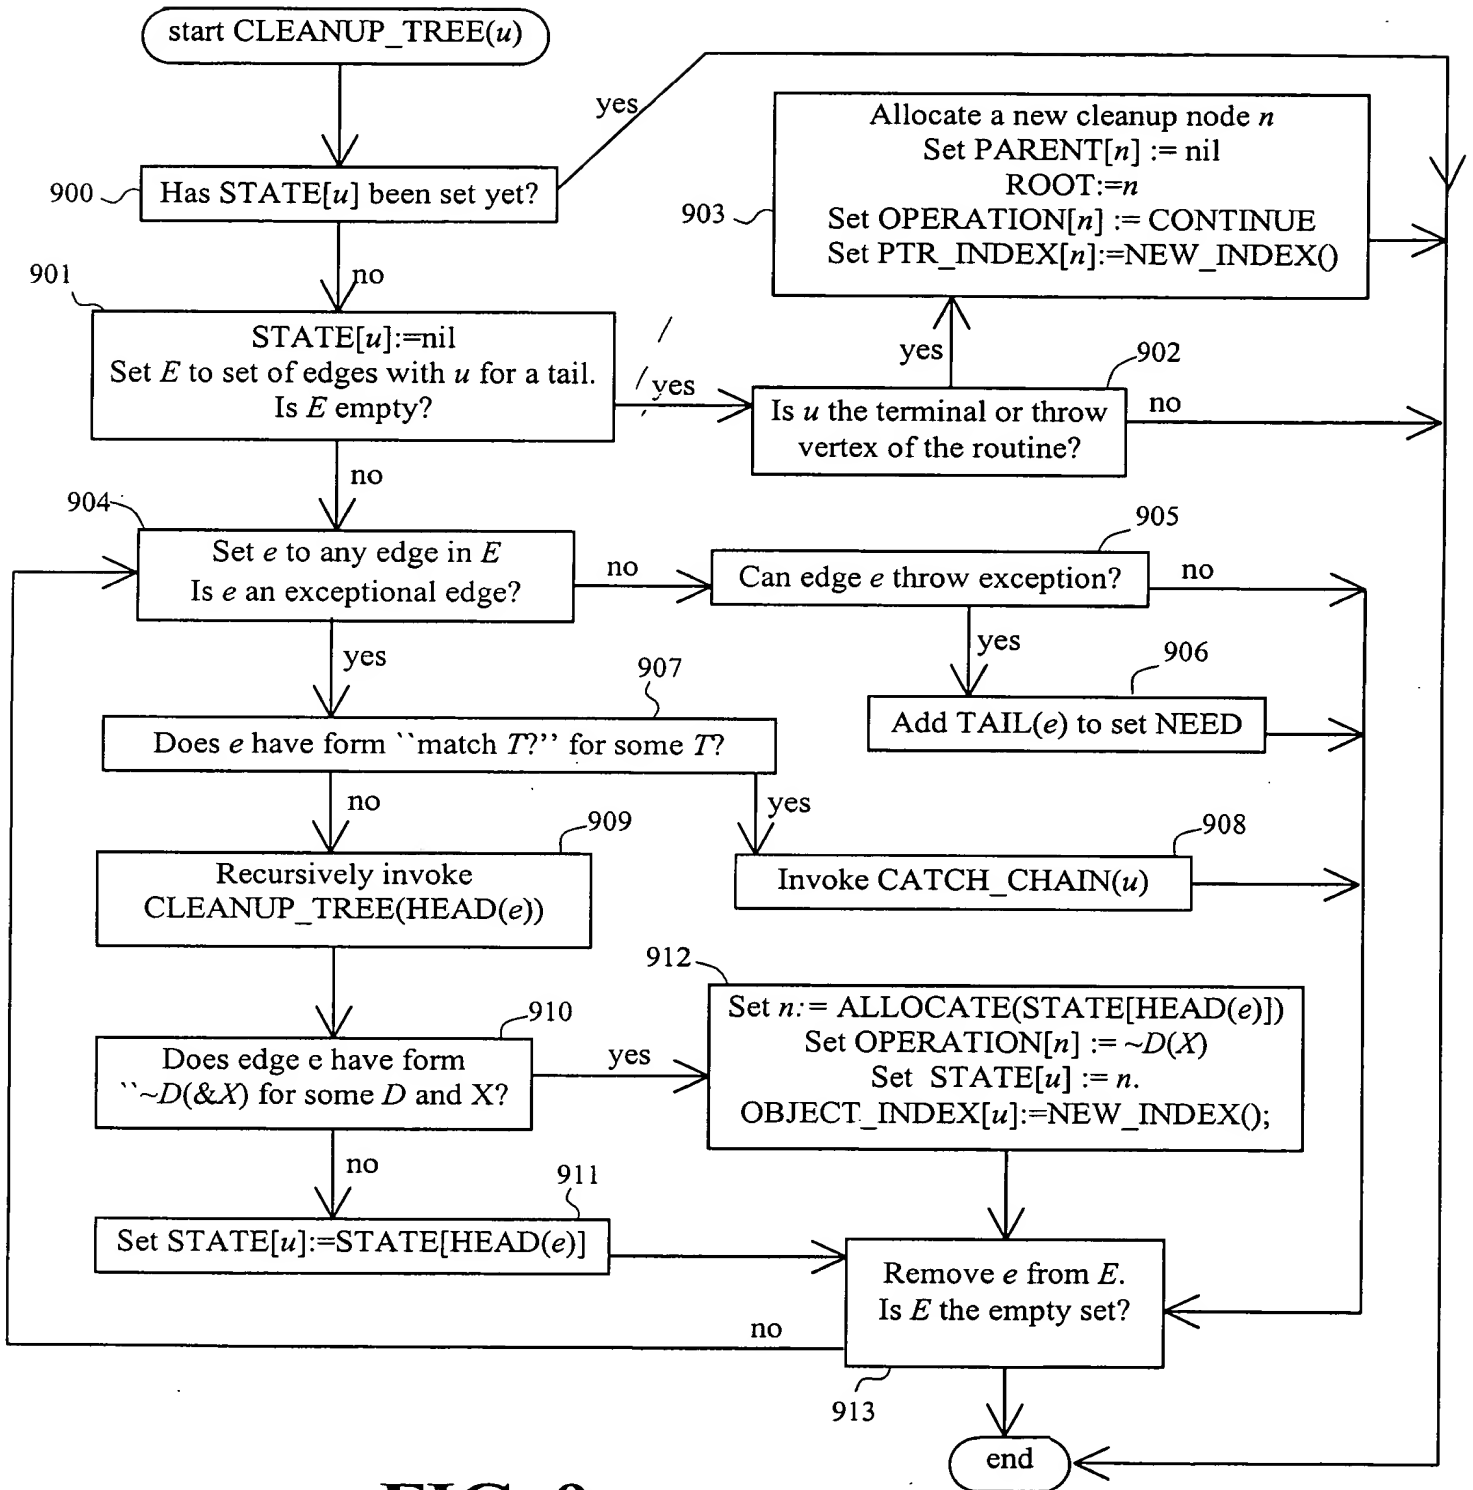 start CLEANUP_TREE(u)
yes
900
Has STATE[u] been set yet?
no
Allocate a new cleanup node n
Set PARENT[n] := nil
ROOT:=n
Set OPERATION[n] := CONTINUE
Set PTR_INDEX[n]:=NEW_INDEX()
903
901
STATE[u]:=nil
Set E to set of edges with u for a tail.
Is E empty?
yes
yes
902
Is u the terminal or throw
vertex of the routine?
no
no
904
Set e to any edge in E
Is e an exceptional edge?
no
905
Can edge e throw exception?
no
yes
yes
906
Add TAIL(e) to set NEED
907
Does e have form ``match T?’’ for some T?
no
yes
909
Recursively invoke
CLEANUP_TREE(HEAD(e))
908
Invoke CATCH_CHAIN(u)
910
Does edge e have form
``~D(&X) for some D and X?
yes
912
Set n:= ALLOCATE(STATE[HEAD(e)])
Set OPERATION[n] := ~D(X)
Set STATE[u] := n.
OBJECT_INDEX[u]:=NEW_INDEX();
no
911
Set STATE[u]:=STATE[HEAD(e)]
Remove e from E.
Is E the empty set?
no
913
end